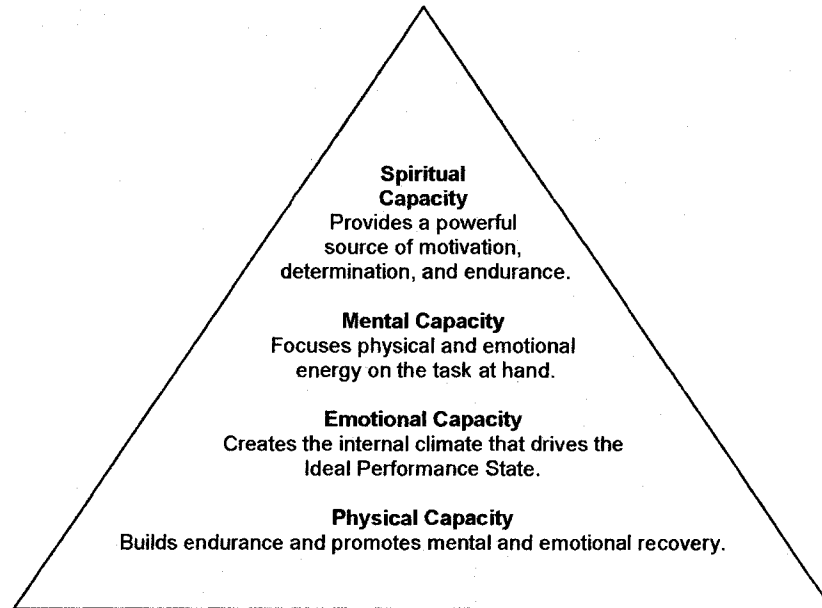 Spiritual
Capacity
Provides a powerful
source of motivation,
determination, and endurance.
Mental Capacity
Focuses physical and emotional
energy on the task at hand.
Emotional Capacity
Creates the internal climate that drives the
Ideal Performance State.
Physical Capacity
Builds endurance and promotes mental and emotional recovery.